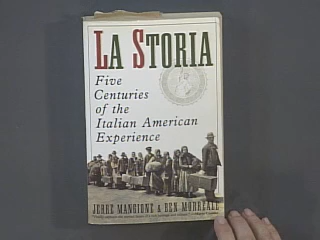 LA STORIA
Five
Centuries
of the
Italian American
Experience
JERRE MANGIONE & BEN MORREALE